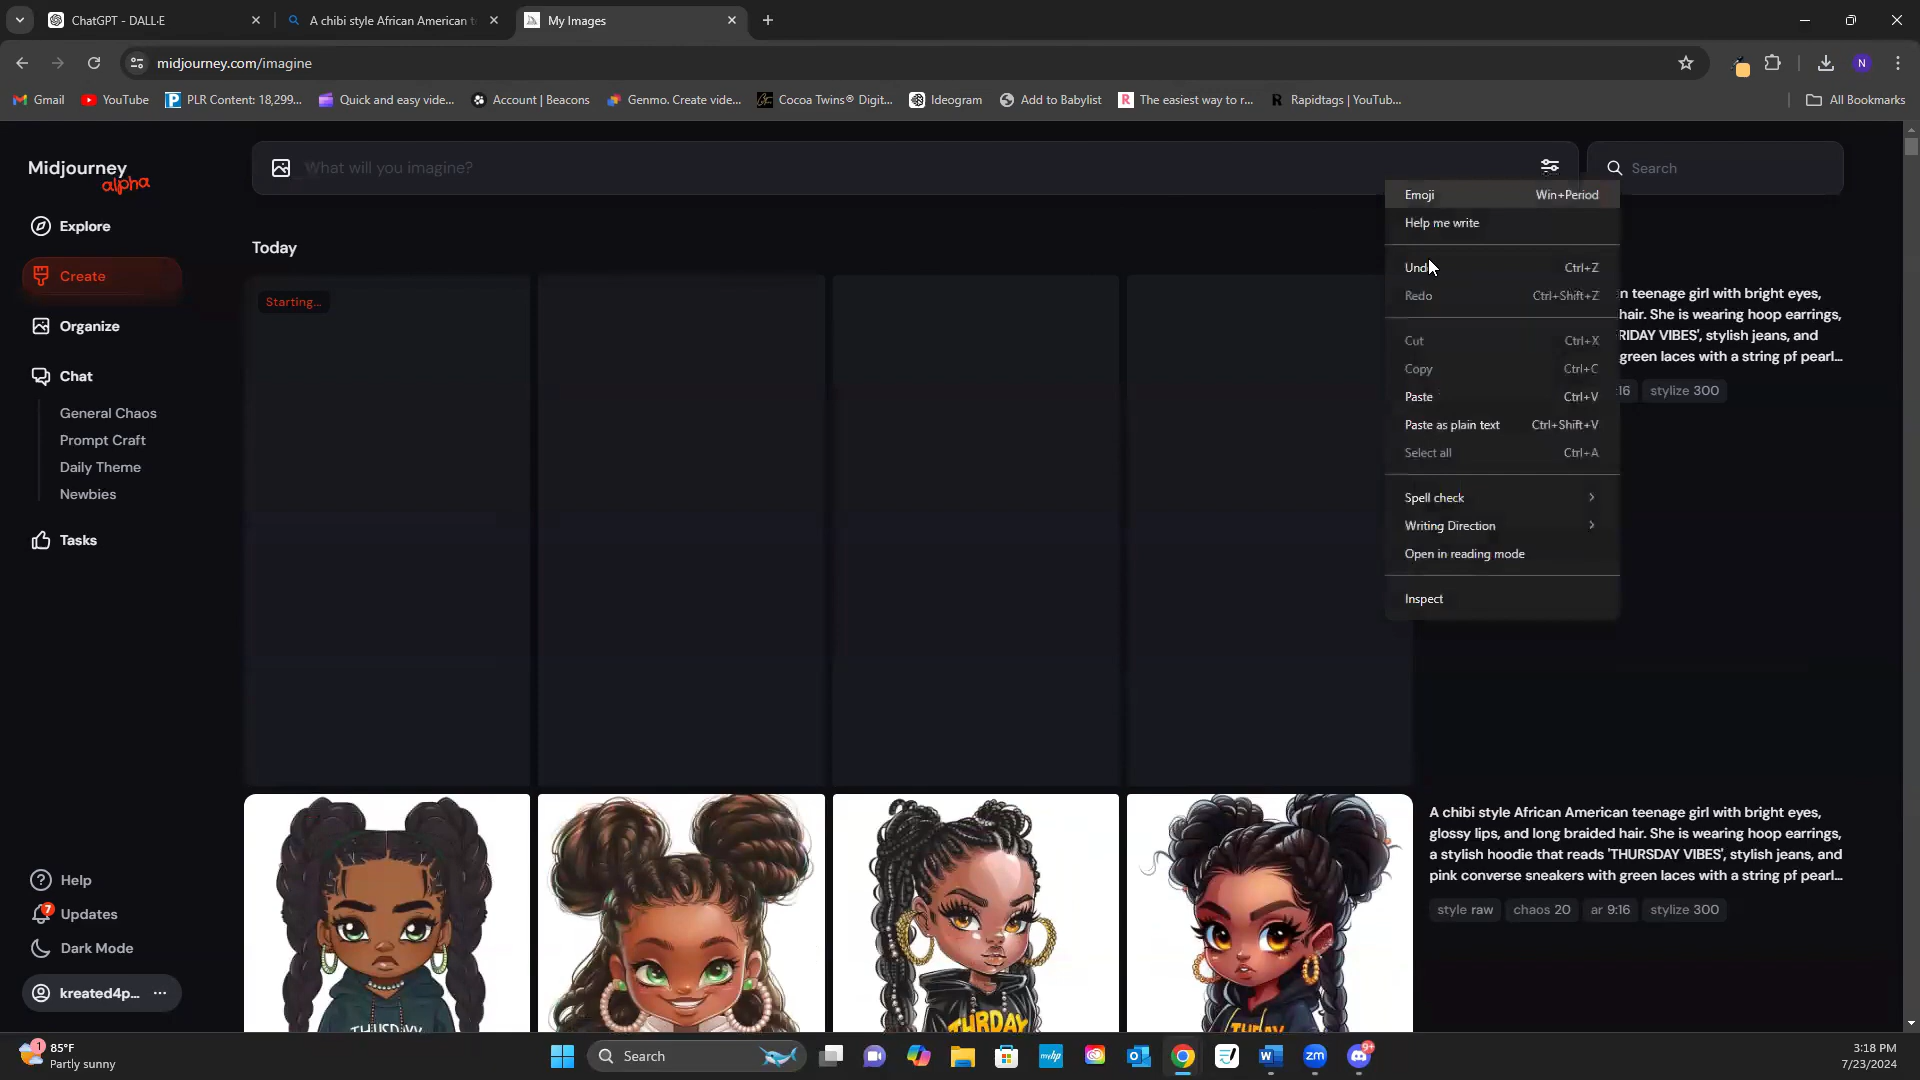 ChatGPT - DALL·E
A chibi style African American t
My Images
midjourney.com/imagine
N
Gmail
YouTube
PLR Content: 18,299...
Quick and easy vide...
Account | Beacons
Genmo. Create vide...
Cocoa Twins® Digit...
Ideogram
Add to Babylist
The easiest way to r...
Rapidtags | YouTub...
All Bookmarks
Midjourney
alpha
What will you imagine?
Search
Explore
Create
Organize
Chat
General Chaos
Prompt Craft
Daily Theme
Newbies
Tasks
Help
7
Updates
Dark Mode
kreated4p... ...
Today
Starting...
Emoji Win+Period
Help me write
Undo Ctrl+Z
Redo Ctrl+Shift+Z
Cut Ctrl+X
Copy Ctrl+C
Paste Ctrl+V
Paste as plain text Ctrl+Shift+V
Select all Ctrl+A
Spell check
Writing Direction
Open in reading mode
Inspect
n teenage girl with bright eyes,
hair. She is wearing hoop earrings,
RIDAY VIBES', stylish jeans, and
green laces with a string pf pearl...
:16 stylize 300
A chibi style African American teenage girl with bright eyes,
glossy lips, and long braided hair. She is wearing hoop earrings,
a stylish hoodie that reads 'THURSDAY VIBES', stylish jeans, and
pink converse sneakers with green laces with a string pf pearl...
style raw chaos 20 ar 9:16 stylize 300
THRDAY
1
85°F
Partly sunny
Search
9+
3:18 PM
7/23/2024